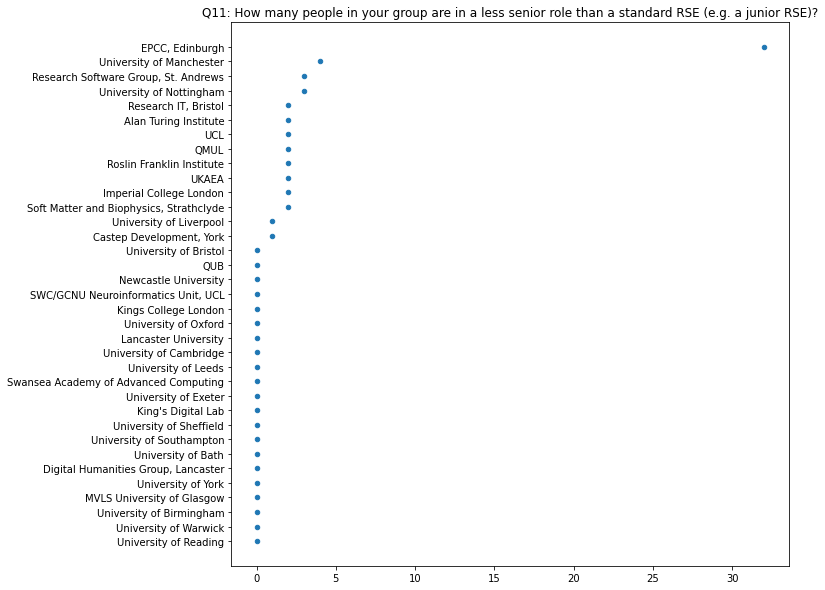 Q11: How many people in your group are in a less senior role than a standard RSE (e.g. a junior RSE)?
EPCC, Edinburgh
University of Manchester
Research Software Group, St. Andrews
University of Nottingham
Research IT, Bristol
Alan Turing Institute
UCL
QMUL
Roslin Franklin Institute
UKAEA
Imperial College London
Soft Matter and Biophysics, Strathclyde
University of Liverpool
Castep Development, York
University of Bristol
QUB
Newcastle University
SWC/GCNU Neuroinformatics Unit, UCL
Kings College London
University of Oxford
Lancaster University
University of Cambridge
University of Leeds
Swansea Academy of Advanced Computing
University of Exeter
King's Digital Lab
University of Sheffield
University of Southampton
University of Bath
Digital Humanities Group, Lancaster
University of York
MVLS University of Glasgow
University of Birmingham
University of Warwick
University of Reading
0 5 10 15 20 25 30